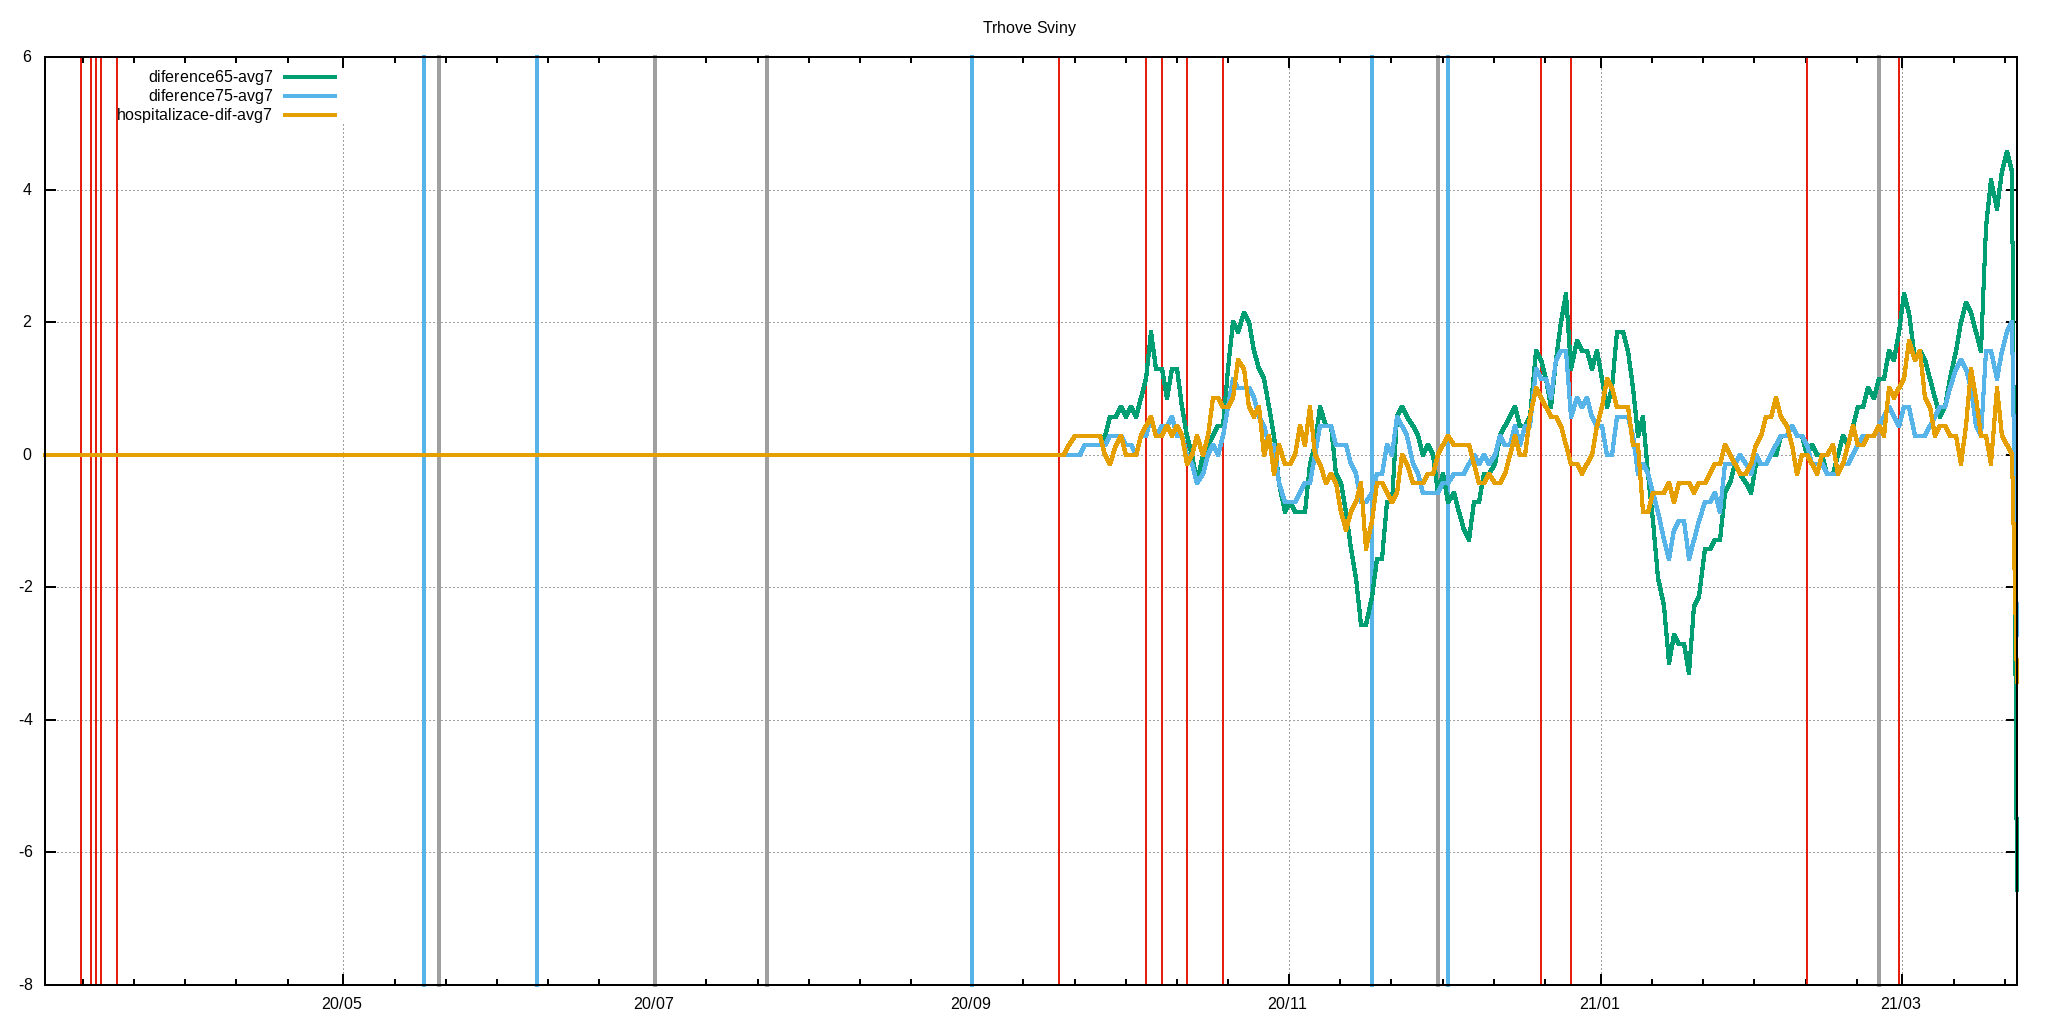 Trhove Sviny
diference65-avg7
diference75-avg7
hospitalizace-dif-avg7
6
4
2
0
-2
-4
-6
-8
20/05 20/07 20/09 20/11 21/01 21/03